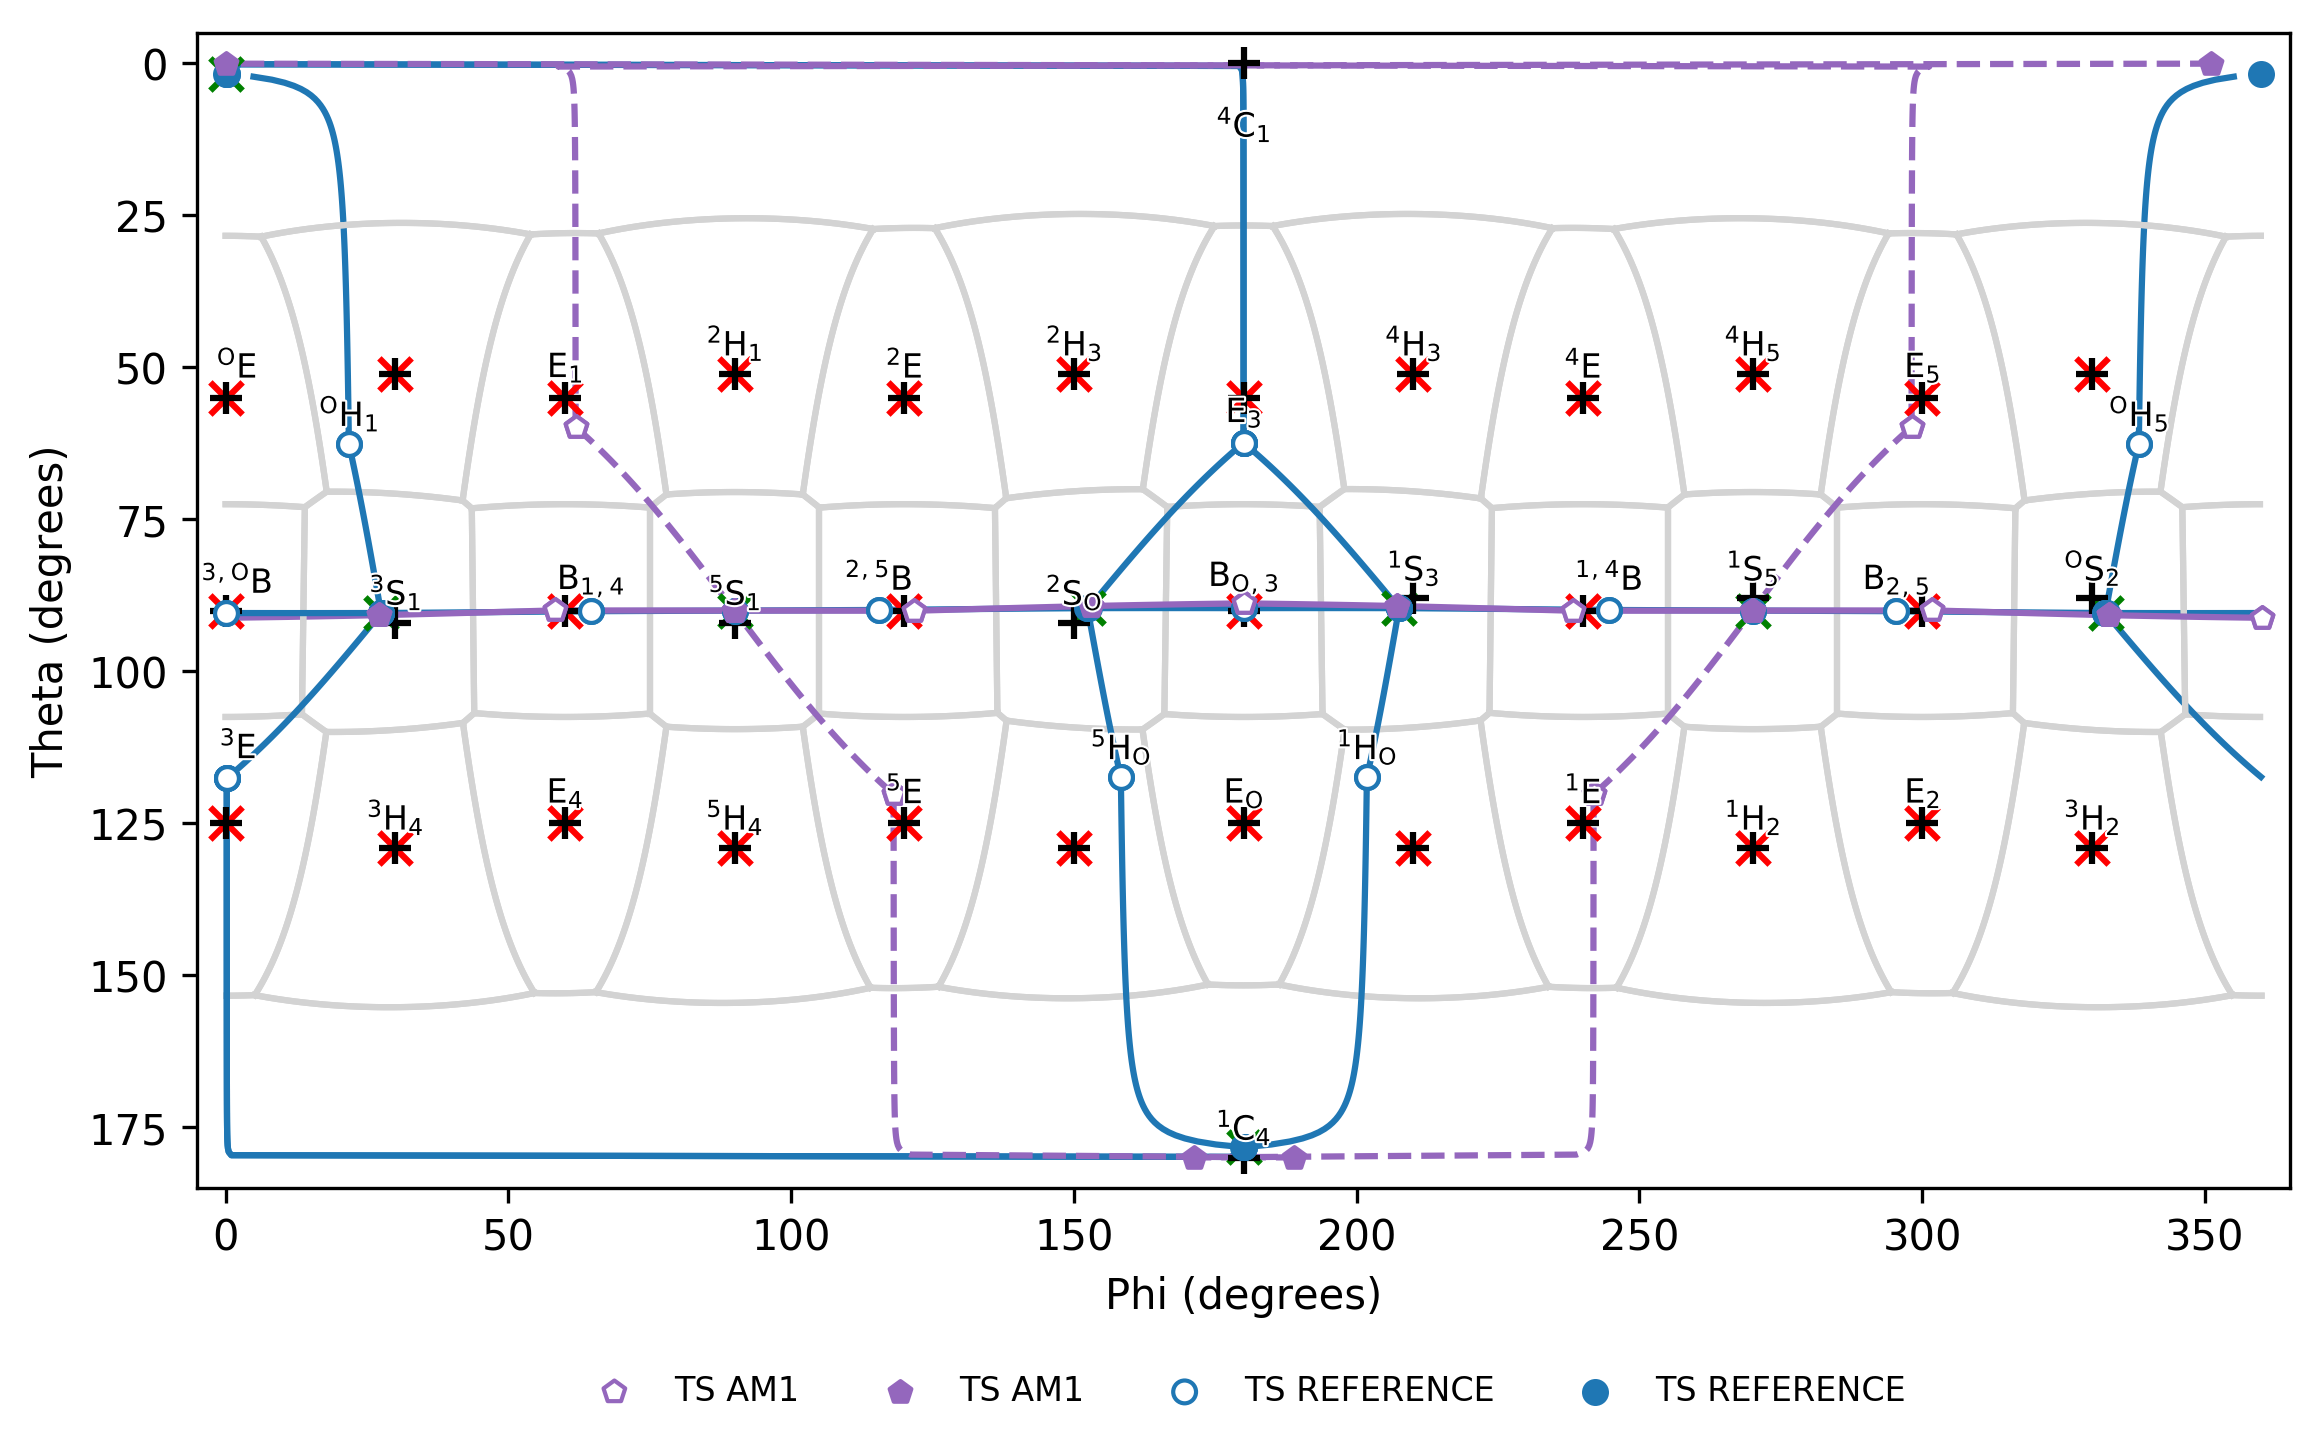 0
⁴C₁
25
²H₁ ²H₃ ⁴H₃ ⁴H₅
ᴼE E₁ ²E ⁴E E₅
50
ᴼH₁ E₃ ᴼH₅
75
³,ᴼB ³S₁ B₁,₄ ⁵S₁ ²,⁵B ²Sₒ Bₒ,₃ ¹S₃ ¹,⁴B ¹S₅ B₂,₅ ᴼS₂
100
³E ⁵Hₒ ¹Hₒ
E₄ ⁵E Eₒ ¹E E₂
³H₄ ⁵H₄ ¹H₂ ³H₂
125
150
¹C₄
175
Theta (degrees)
0 50 100 150 200 250 300 350
Phi (degrees)
TS AM1 TS AM1 TS REFERENCE TS REFERENCE